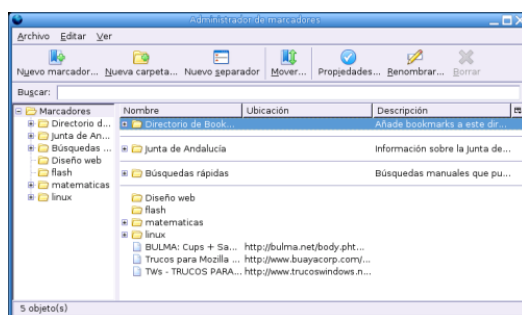 Administrador de marcadores
Archivo Editar Ver
Nuevo marcador... Nueva carpeta... Nuevo separador Mover... Propiedades... Renombrar... Borrar
Buscar:
Marcadores
Directorio d...
Junta de An...
Búsquedas ...
Diseño web
flash
matematicas
linux
Nombre Ubicación Descripción
Directorio de Book... Añade bookmarks a este dir...
Junta de Andalucía Información sobre la Junta de...
Búsquedas rápidas Búsquedas manuales que pu...
Diseño web
flash
matematicas
linux
BULMA: Cups + Sa... http://bulma.net/body.pht...
Trucos para Mozilla ... http://www.buayacorp.com/...
TWs - TRUCOS PARA... http://www.trucoswindows.n...
5 objeto(s)